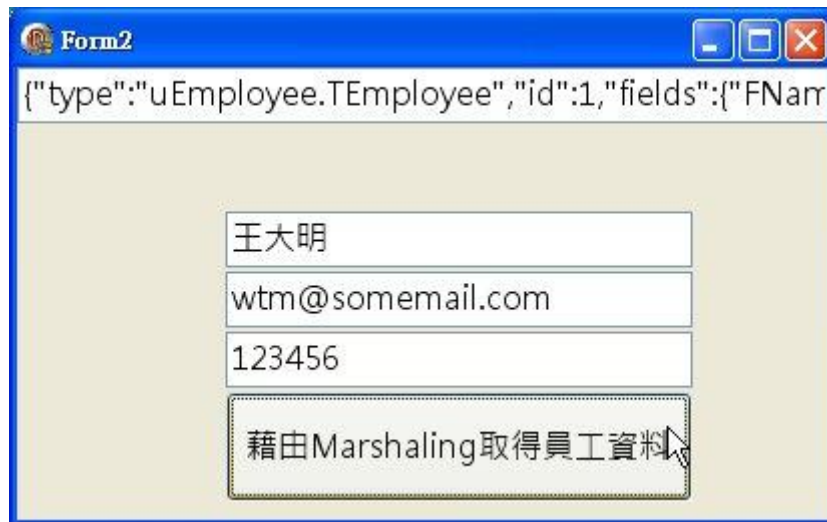 Form2
{"type":"uEmployee.TEmployee","id":1,"fields":{"FNam
王大明
wtm@somemail.com
123456
藉由Marshaling取得員工資料